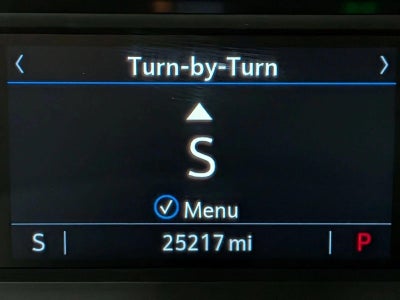 Turn-by-Turn
S
Menu
S 25217 mi P